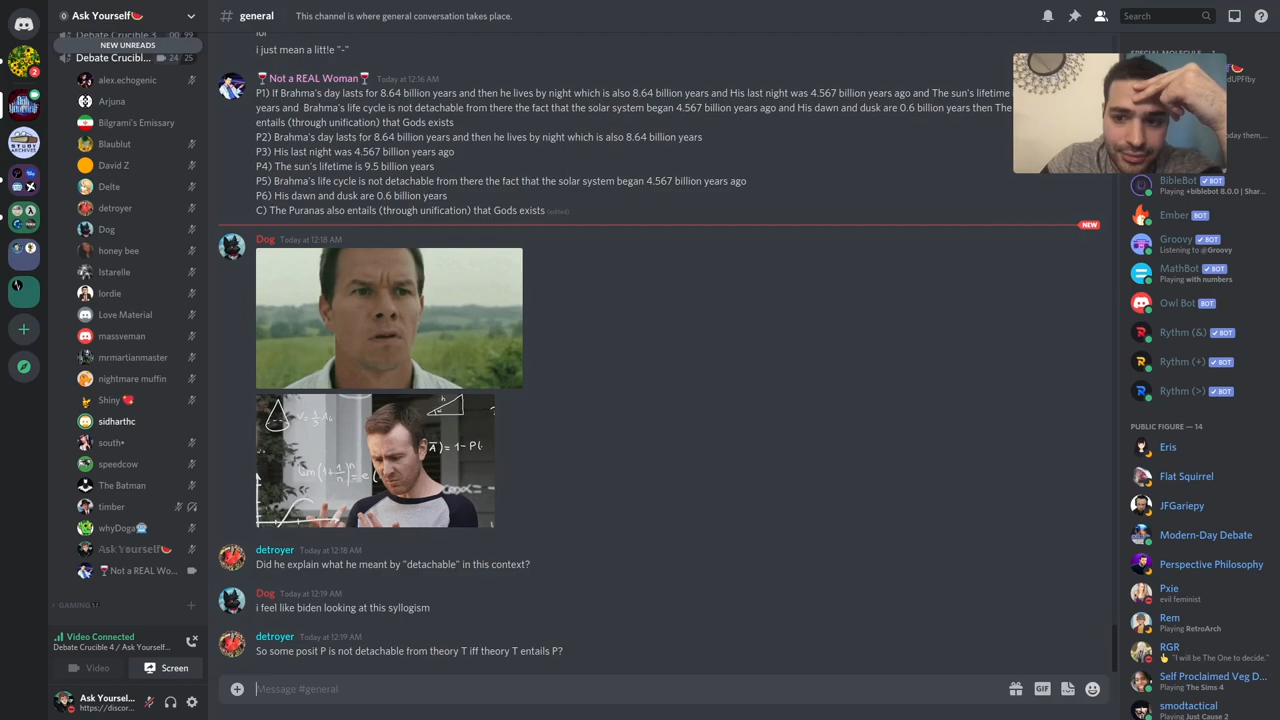 Ask Yourself🍉
general
This channel is where general conversation takes place.
Search
Debate Crucible 3
00 99
NEW UNREADS
Debate Crucibl...
24 25
alex.echogenic
Arjuna
Bilgrami's Emissary
Blaublut
David Z
Delte
detroyer
Dog
honey bee
Istarelle
lordie
Love Material
massveman
mrmartianmaster
nightmare muffin
Shiny 💘
sidharthc
south•
speedcow
The Batman
timber
whyDoga
Ask Yourself🍉
🍷Not a REAL Wo...
GAMING
Video Connected
Debate Crucible 4 / Ask Yourself...
Video
Screen
Ask Yoursel...
https://discor...
2
lol
i just mean a little "-"
🍷Not a REAL Woman🍷 Today at 12:16 AM
P1) If Brahma's day lasts for 8.64 billion years and then he lives by night which is also 8.64 billion years and His last night was 4.567 billion years ago and The sun's lifetime
years and Brahma's life cycle is not detachable from there the fact that the solar system began 4.567 billion years ago and His dawn and dusk are 0.6 billion years then The
entails (through unification) that Gods exists
P2) Brahma's day lasts for 8.64 billion years and then he lives by night which is also 8.64 billion years
P3) His last night was 4.567 billion years ago
P4) The sun's lifetime is 9.5 billion years
P5) Brahma's life cycle is not detachable from there the fact that the solar system began 4.567 billion years ago
P6) His dawn and dusk are 0.6 billion years
C) The Puranas also entails (through unification) that Gods exists (edited)
NEW
Dog Today at 12:18 AM
detroyer Today at 12:18 AM
Did he explain what he meant by "detachable" in this context?
Dog Today at 12:19 AM
i feel like biden looking at this syllogism
detroyer Today at 12:19 AM
So some posit P is not detachable from theory T iff theory T entails P?
Message #general
GIF
SPECIAL MOLECULE — 1
BibleBot BOT
Playing +biblebot 8.0.0 | Shar...
Ember BOT
Groovy BOT
Listening to @Groovy
MathBot BOT
Playing with numbers
Owl Bot BOT
Rythm (&) BOT
Rythm (+) BOT
Rythm (>) BOT
PUBLIC FIGURE — 14
Eris
Flat Squirrel
JFGariepy
Modern-Day Debate
Perspective Philosophy
Pxie
evil feminist
Rem
Playing RetroArch
RGR
👆 "I will be The One to decide."
Self Proclaimed Veg D...
Playing The Sims 4
smodtactical
Playing Just Cause 2